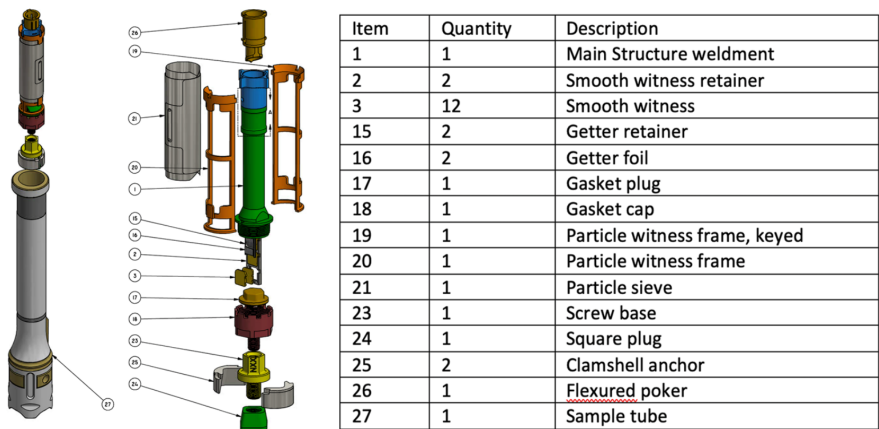 26
19
21
20
1
15
16
2
3
17
18
23
25
24
27
A
NXX
Item Quantity Description
1 1 Main Structure weldment
2 2 Smooth witness retainer
3 12 Smooth witness
15 2 Getter retainer
16 2 Getter foil
17 1 Gasket plug
18 1 Gasket cap
19 1 Particle witness frame, keyed
20 1 Particle witness frame
21 1 Particle sieve
23 1 Screw base
24 1 Square plug
25 2 Clamshell anchor
26 1 Flexured poker
27 1 Sample tube